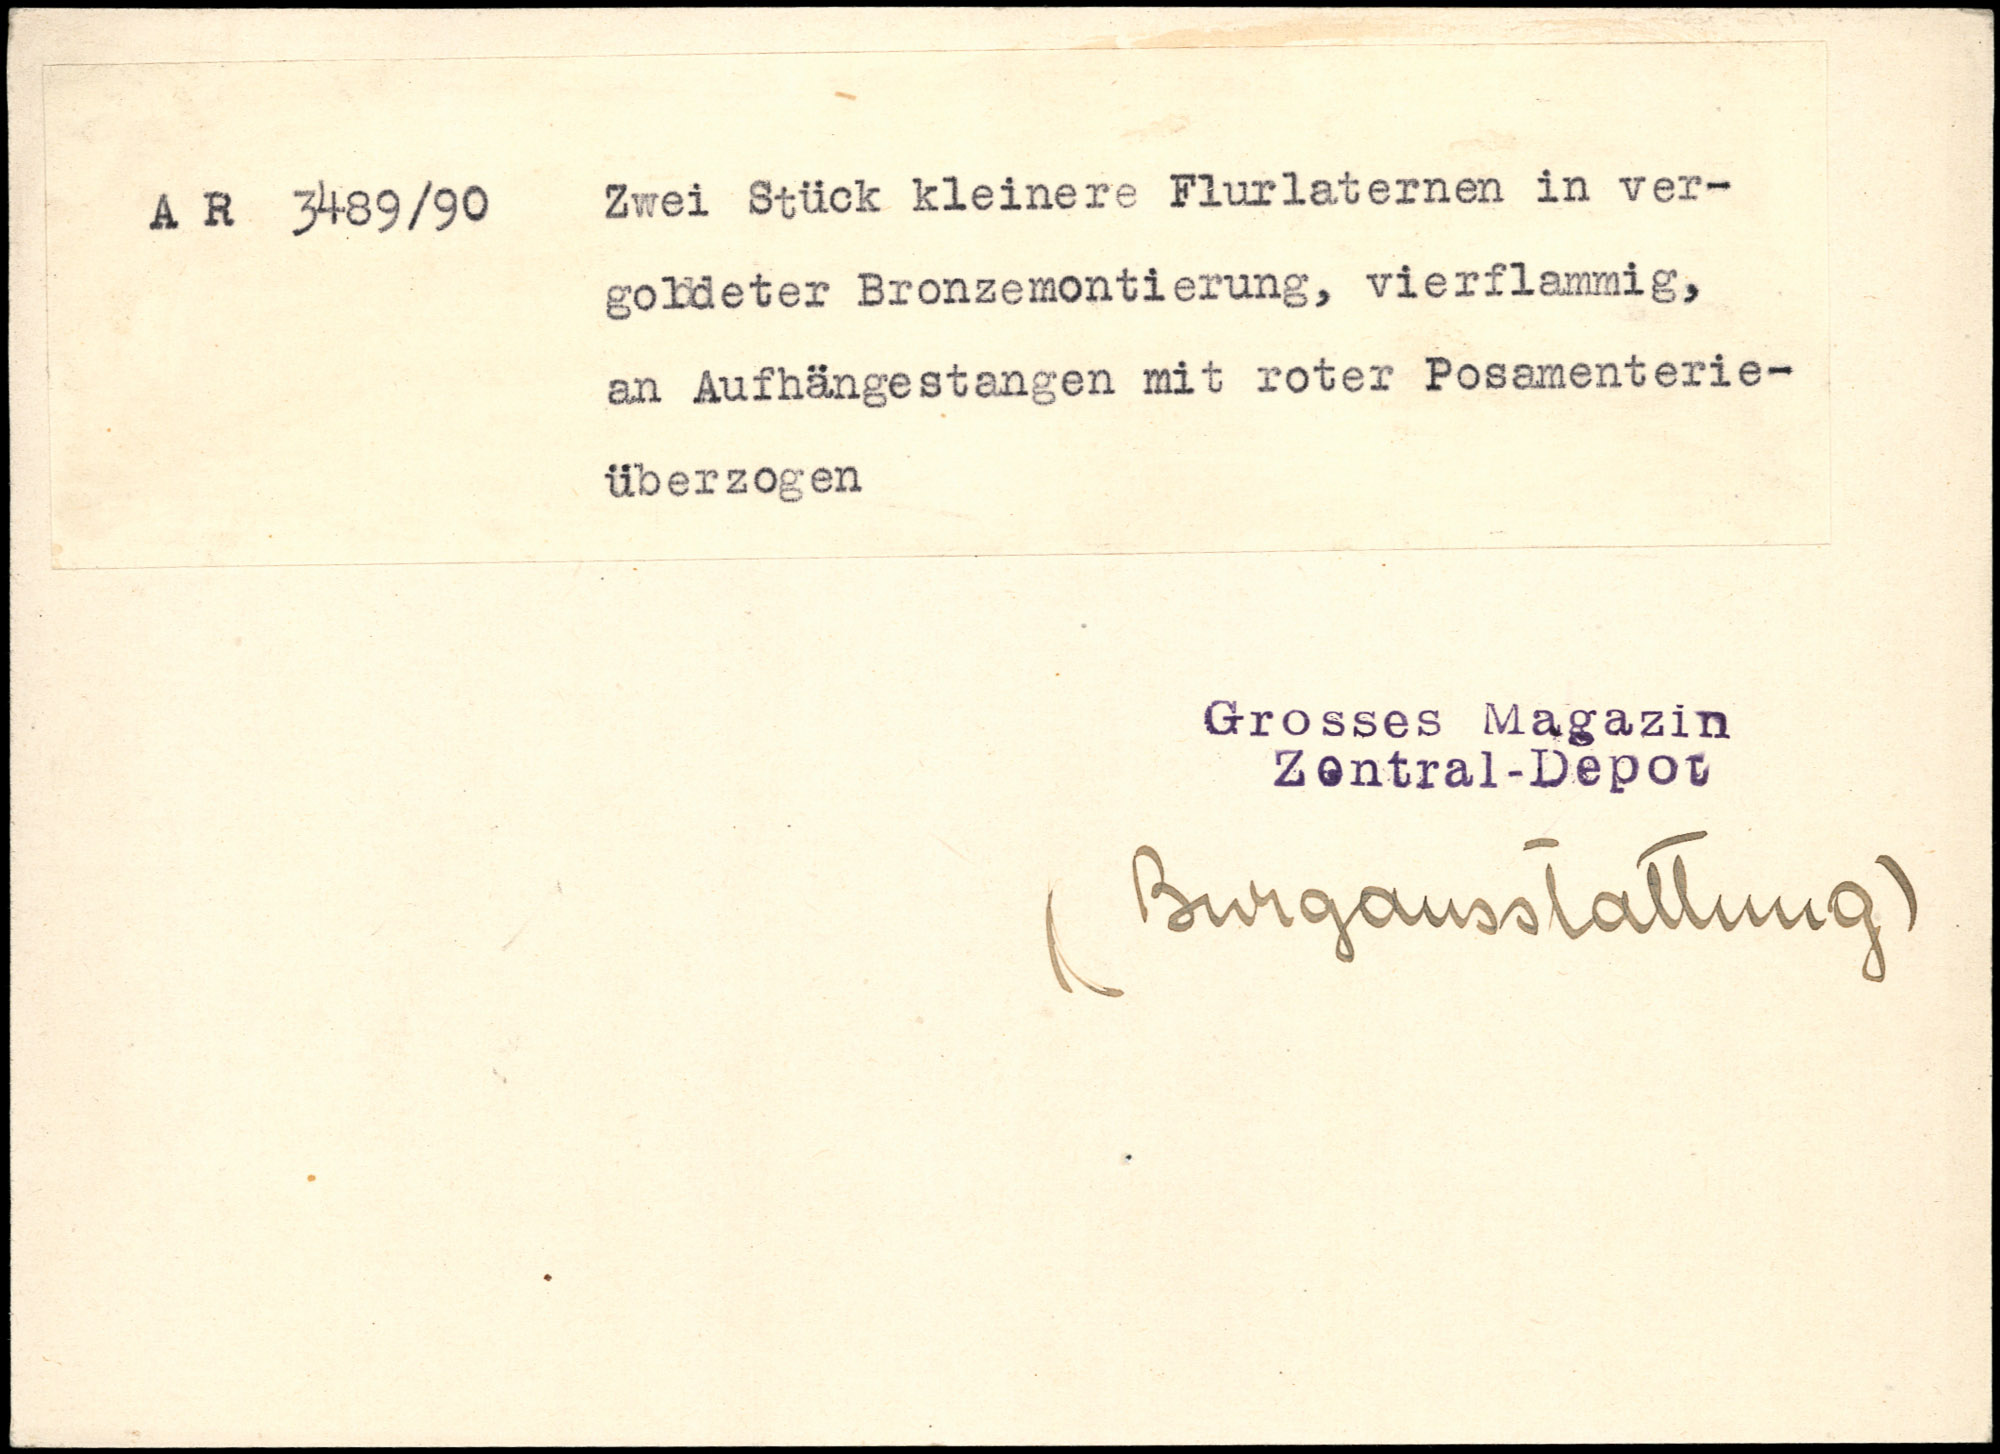 A R 3489/90 Zwei Stück kleinere Flurlaternen in ver-
goldeter Bronzemontierung, vierflammig,
an Aufhängestangen mit roter Posamenterie-
überzogen
Grosses Magazin
Zentral-Depot
(Burgausstattung)